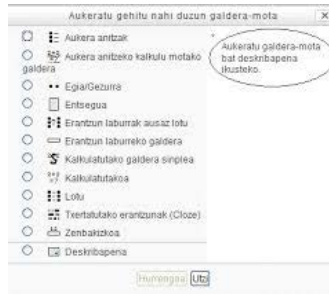 Aukeratu gehitu nahi duzun galdera-mota
Aukera anitzak
Aukera anitzeko kalkulu motako
galdera
Egia/Gezurra
Entsegua
Erantzun laburrak ausaz lotu
Erantzun laburreko galdera
Kalkulatutako galdera sinplea
Kalkulatutakoa
Lotu
Txertatutako erantzunak (Cloze)
Zenbakizkoa
Deskribapena
Aukeratu galdera-mota
bat deskribapena
ikusteko.
Hurrengoa Utzi